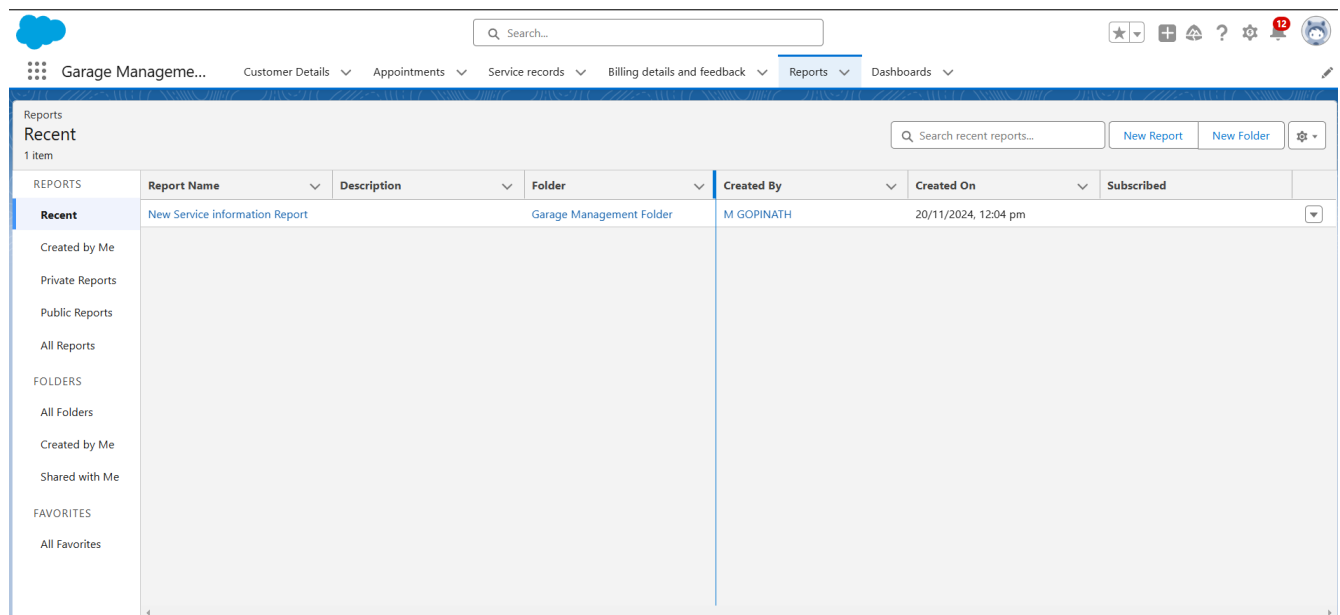 Search...
12
Garage Manageme... Customer Details Appointments Service records Billing details and feedback Reports Dashboards
Reports
Recent
1 item
Search recent reports... New Report New Folder
REPORTS
Report Name Description Folder Created By Created On Subscribed
Recent
New Service information Report Garage Management Folder M GOPINATH 20/11/2024, 12:04 pm
Created by Me
Private Reports
Public Reports
All Reports
FOLDERS
All Folders
Created by Me
Shared with Me
FAVORITES
All Favorites